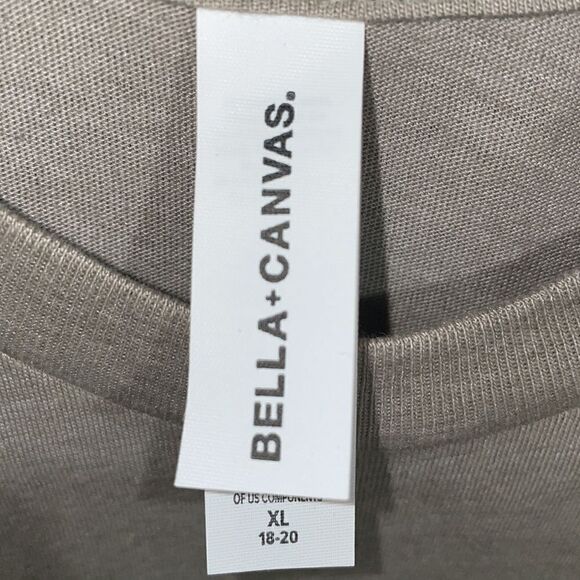 BELLA+CANVAS.
OF US COMPONENTS
XL
18-20